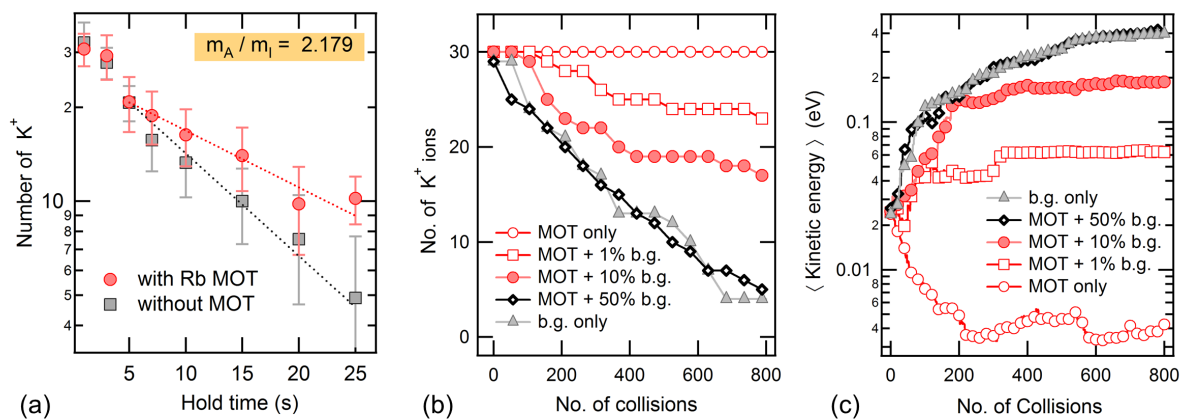 m_A / m_I = 2.179
Number of K⁺
30
20
10
9
8
7
6
5
4
with Rb MOT
without MOT
5 10 15 20 25
(a) Hold time (s)
No. of K⁺ions
30
20
10
0
MOT only
MOT + 1% b.g.
MOT + 10% b.g.
MOT + 50% b.g.
b.g. only
0 200 400 600 800
(b) No. of collisions
⟨ Kinetic energy ⟩ (eV)
4
2
0.1
8
6
4
2
0.01
8
6
4
b.g. only
MOT + 50% b.g.
MOT + 10% b.g.
MOT + 1% b.g.
MOT only
0 200 400 600 800
(c) No. of Collisions